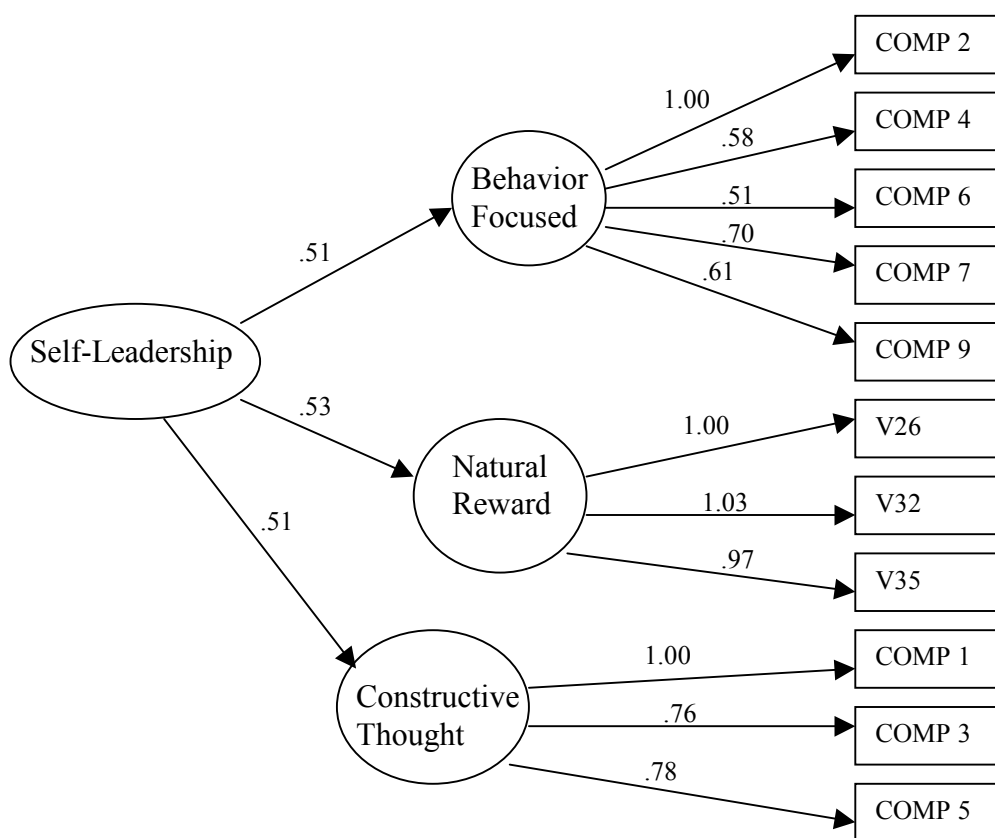 COMP 2
1.00
COMP 4
.58
Behavior
Focused
COMP 6
.51
.70
.51
COMP 7
.61
Self-Leadership
COMP 9
.53
1.00
V26
Natural
Reward
1.03
V32
.51
.97
V35
1.00
COMP 1
Constructive
Thought
.76
COMP 3
.78
COMP 5